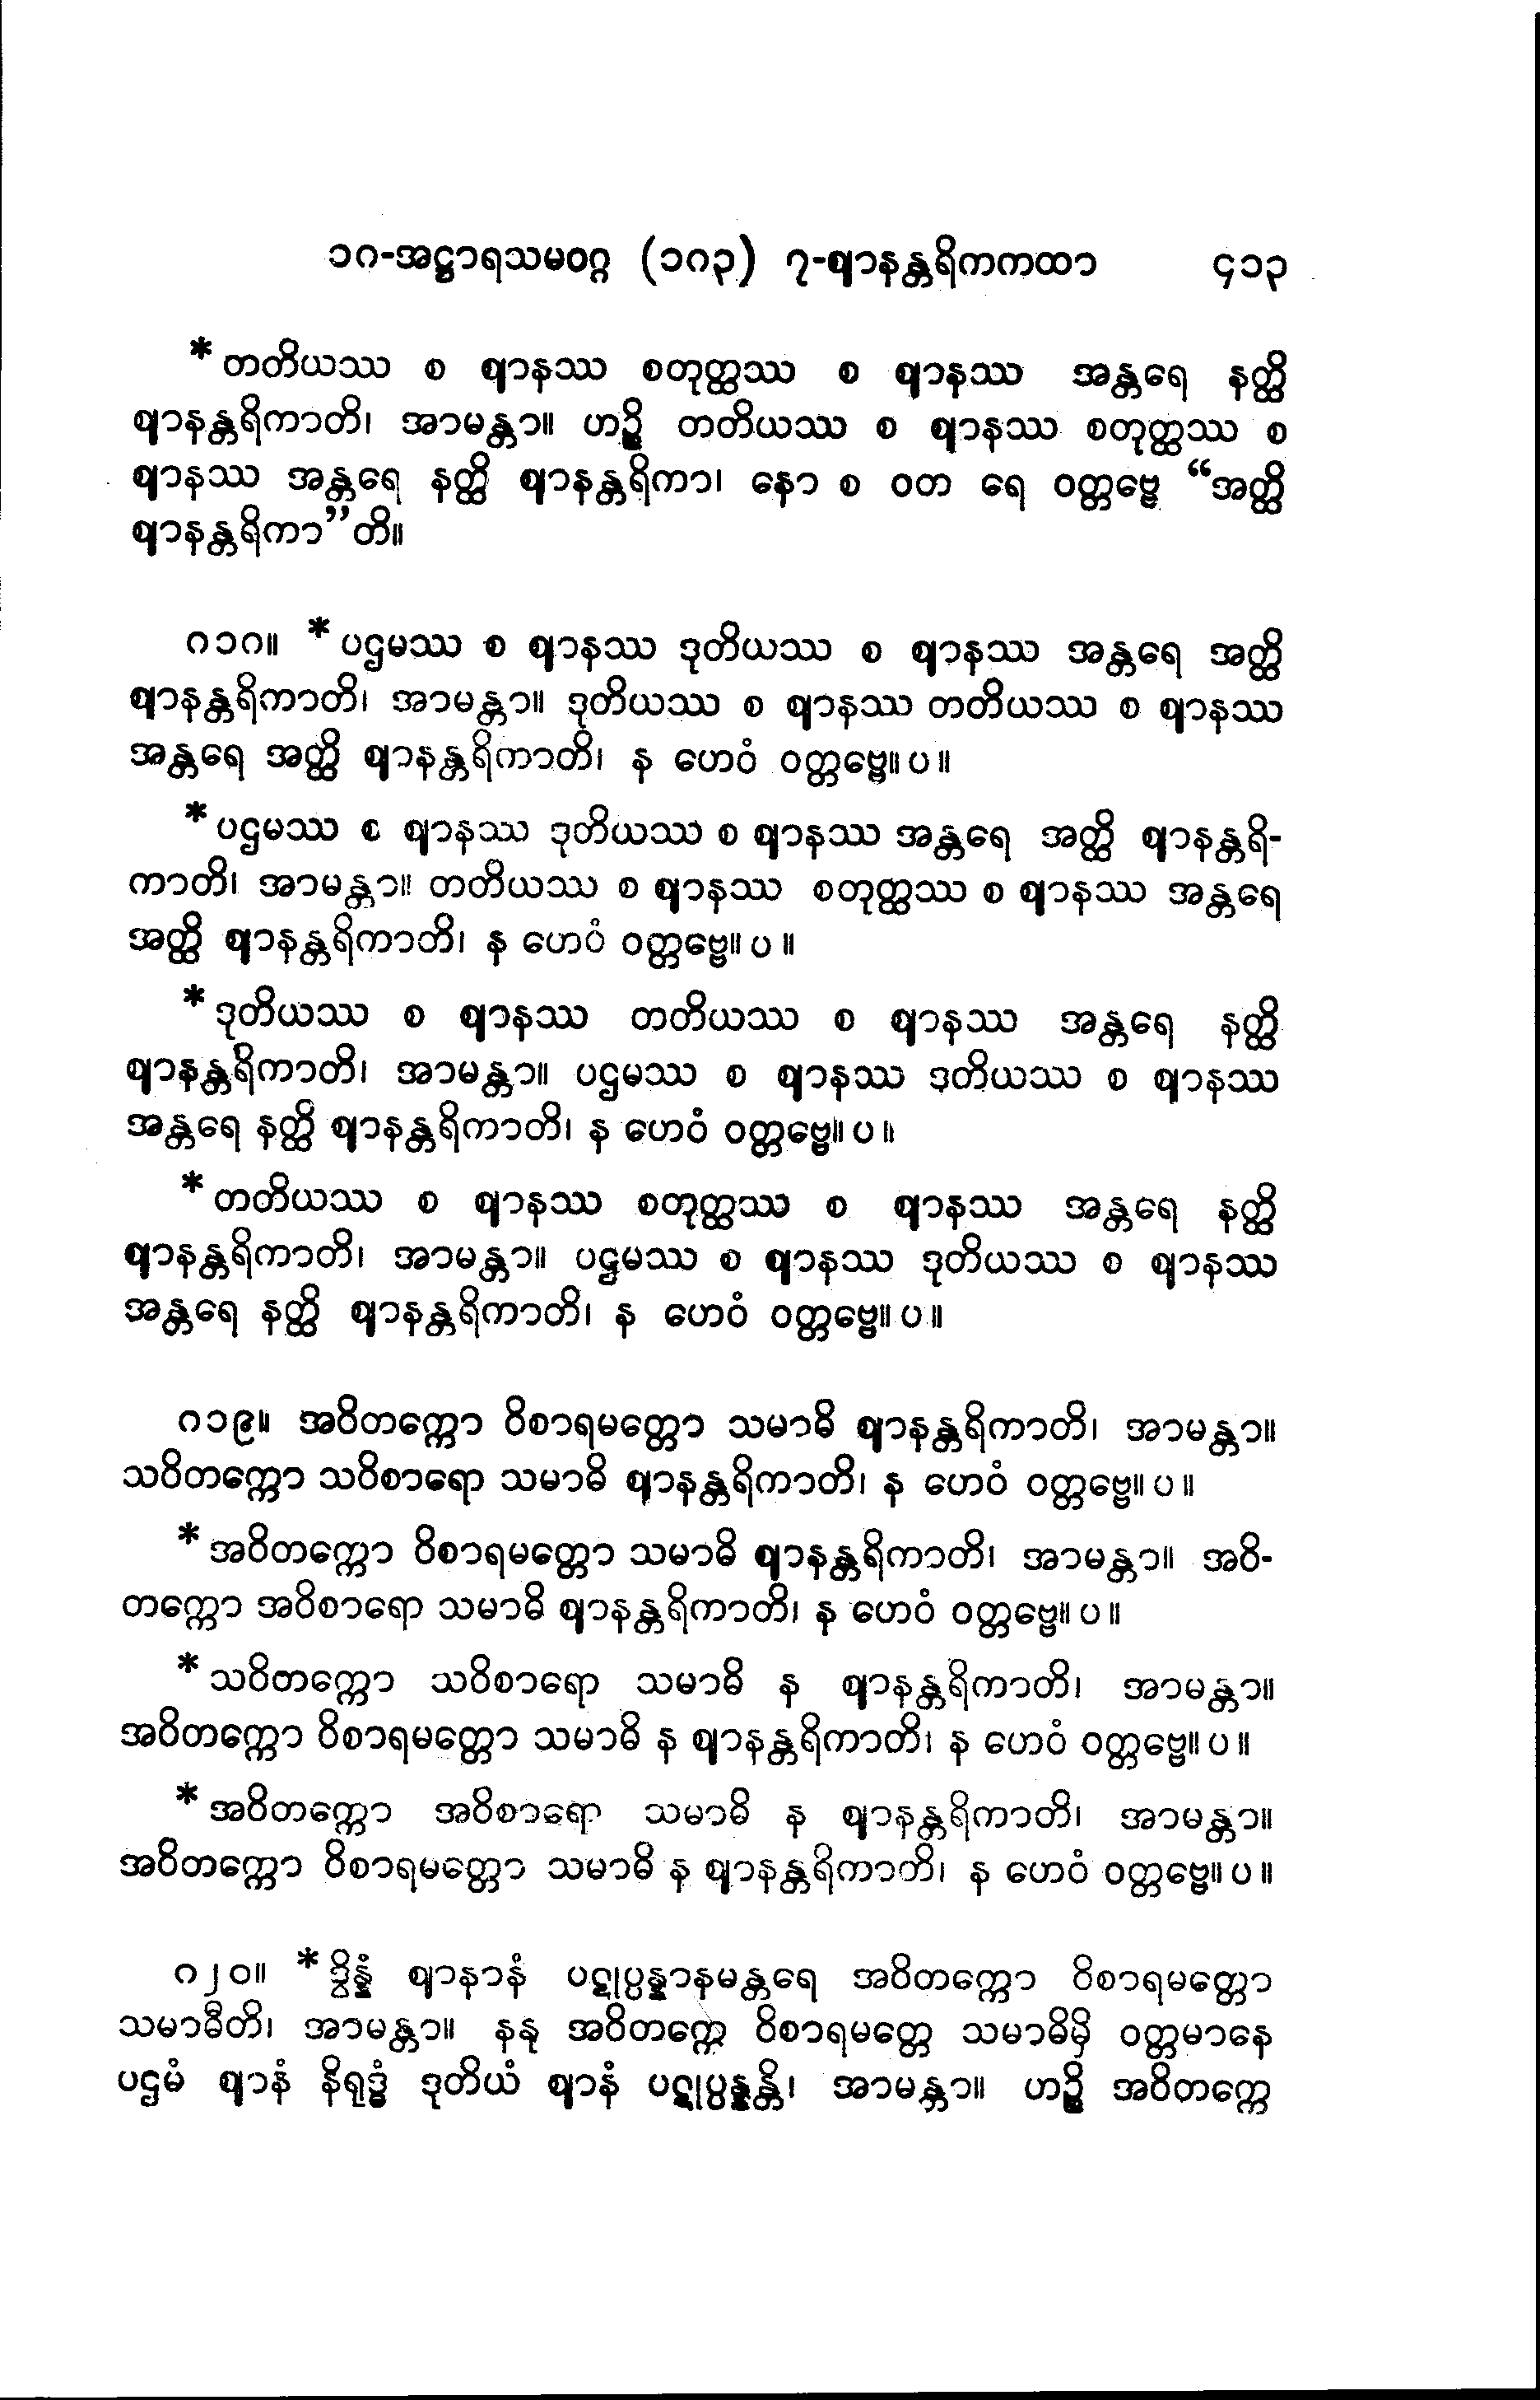 ၁၈-အဋ္ဌာရသမဝဂ္ဂ (၁၈၃) ၇-ဈာနန္တရိကကထာ ၄၁၃
*တတိယဿ စ ဈာနဿ စတုတ္ထဿ စ ဈာနဿ အန္တရေ နတ္ထိ
ဈာနန္တရိကာတိ၊ အာမန္တာ။ ဟဉ္စိ တတိယဿ စ ဈာနဿ စတုတ္ထဿ စ
ဈာနဿ အန္တရေ နတ္ထိ ဈာနန္တရိကာ၊ နော စ ဝတ ရေ ဝတ္တဗ္ဗေ “အတ္ထိ
ဈာနန္တရိကာ”တိ။
၈၁၈။ *ပဌမဿ စ ဈာနဿ ဒုတိယဿ စ ဈာနဿ အန္တရေ အတ္ထိ
ဈာနန္တရိကာတိ၊ အာမန္တာ။ ဒုတိယဿ စ ဈာနဿ တတိယဿ စ ဈာနဿ
အန္တရေ အတ္ထိ ဈာနန္တရိကာတိ၊ န ဟေဝံ ဝတ္တဗ္ဗေ။ ပ ။
*ပဌမဿ စ ဈာနဿ ဒုတိယဿ စ ဈာနဿ အန္တရေ အတ္ထိ ဈာနန္တရိ-
ကာတိ၊ အာမန္တာ။ တတိယဿ စ ဈာနဿ စတုတ္ထဿ စ ဈာနဿ အန္တရေ
အတ္ထိ ဈာနန္တရိကာတိ၊ န ဟေဝံ ဝတ္တဗ္ဗေ။ ပ ။
*ဒုတိယဿ စ ဈာနဿ တတိယဿ စ ဈာနဿ အန္တရေ နတ္ထိ
ဈာနန္တရိကာတိ၊ အာမန္တာ။ ပဌမဿ စ ဈာနဿ ဒုတိယဿ စ ဈာနဿ
အန္တရေ နတ္ထိ ဈာနန္တရိကာတိ၊ န ဟေဝံ ဝတ္တဗ္ဗေ။ ပ ။
*တတိယဿ စ ဈာနဿ စတုတ္ထဿ စ ဈာနဿ အန္တရေ နတ္ထိ
ဈာနန္တရိကာတိ၊ အာမန္တာ။ ပဌမဿ စ ဈာနဿ ဒုတိယဿ စ ဈာနဿ
အန္တရေ နတ္ထိ ဈာနန္တရိကာတိ၊ န ဟေဝံ ဝတ္တဗ္ဗေ။ ပ ။
၈၁၉။ အဝိတက္ကော ဝိစာရမတ္တော သမာဓိ ဈာနန္တရိကာတိ၊ အာမန္တာ။
သဝိတက္ကော သဝိစာရော သမာဓိ ဈာနန္တရိကာတိ၊ န ဟေဝံ ဝတ္တဗ္ဗေ။ ပ ။
*အဝိတက္ကော ဝိစာရမတ္တော သမာဓိ ဈာနန္တရိကာတိ၊ အာမန္တာ။ အဝိ-
တက္ကော အဝိစာရော သမာဓိ ဈာနန္တရိကာတိ၊ န ဟေဝံ ဝတ္တဗ္ဗေ။ ပ ။
*သဝိတက္ကော သဝိစာရော သမာဓိ န ဈာနန္တရိကာတိ၊ အာမန္တာ။
အဝိတက္ကော ဝိစာရမတ္တော သမာဓိ န ဈာနန္တရိကာတိ၊ န ဟေဝံ ဝတ္တဗ္ဗေ။ ပ ။
*အဝိတက္ကော အဝိစာရော သမာဓိ န ဈာနန္တရိကာတိ၊ အာမန္တာ။
အဝိတက္ကော ဝိစာရမတ္တော သမာဓိ န ဈာနန္တရိကာတိ၊ န ဟေဝံ ဝတ္တဗ္ဗေ။ ပ ။
၈၂၀။ *ဒွိန္နံ ဈာနာနံ ပဋုပ္ပန္နာနမန္တရေ အဝိတက္ကော ဝိစာရမတ္တော
သမာဓီတိ၊ အာမန္တာ။ နနု အဝိတက္ကေ ဝိစာရမတ္တေ သမာဓိမှိ ဝတ္တမာနေ
ပဌမံ ဈာနံ နိရုဒ္ဓံ ဒုတိယံ ဈာနံ ပဋုပ္ပန္နန္တိ၊ အာမန္တာ။ ဟဉ္စိ အဝိတက္ကေ